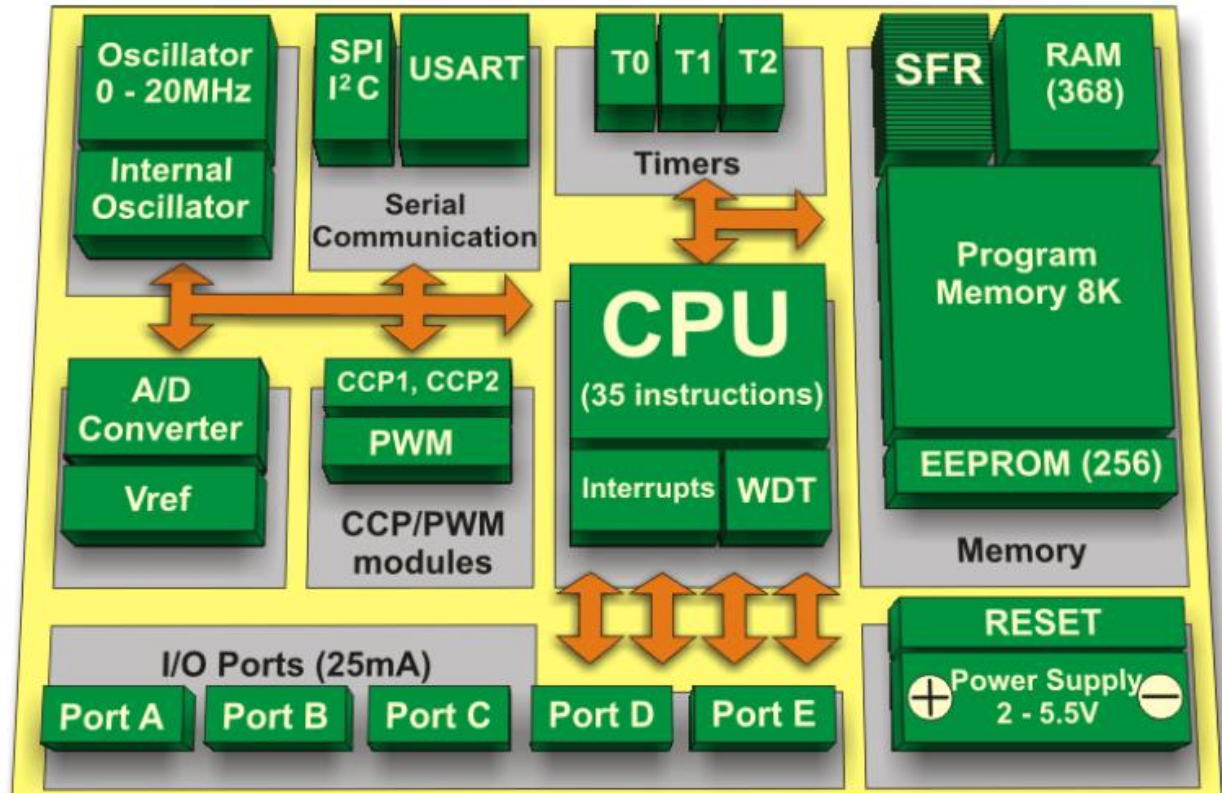 Oscillator
0 - 20MHz
Internal
Oscillator
SPI
I²C
USART
Serial
Communication
T0
T1
T2
Timers
SFR
RAM
(368)
Program
Memory 8K
EEPROM (256)
Memory
A/D
Converter
Vref
CCP1, CCP2
PWM
CCP/PWM
modules
CPU
(35 instructions)
Interrupts
WDT
I/O Ports (25mA)
Port A
Port B
Port C
Port D
Port E
RESET
+
Power Supply
2 - 5.5V
−